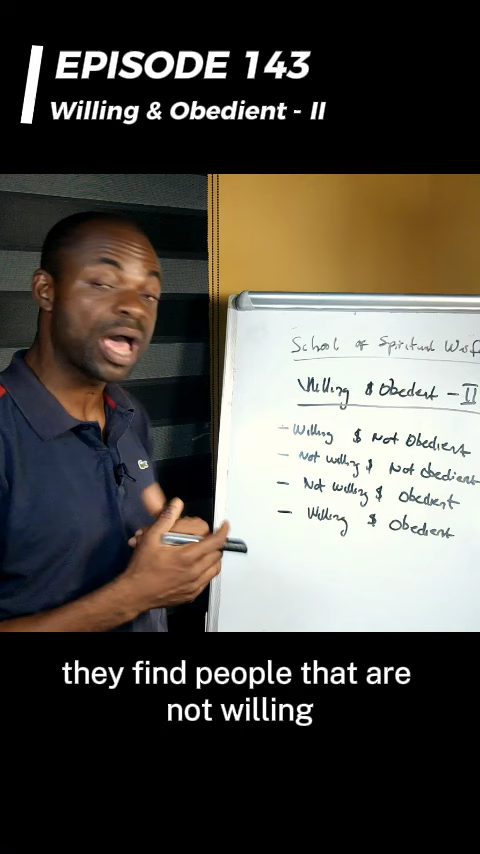 EPISODE 143
Willing & Obedient - II
School of Spiritual
Willing & Obedient - II
- Willing & Not Obedient
- Not willing & Not obedient
- Not willing & Obedient
- Willing & Obedient
they find people that are
not willing